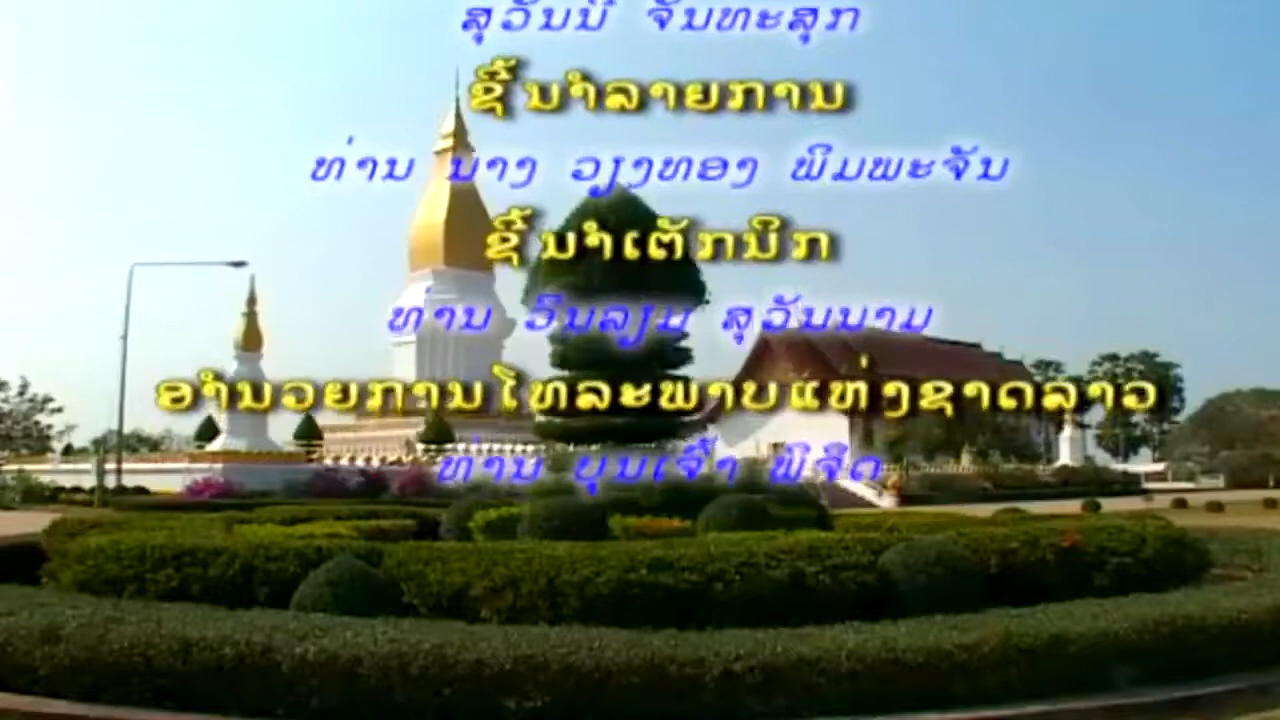 ສຸວັນນີ ຈັນທະສຸກ
ຊີ້ນຳລາຍການ
ທ່ານ ນາງ ວຽງທອງ ພິມພະຈັນ
ຊີ້ນຳເຕັກນິກ
ທ່ານ ວິນລຽມ ສຸວັນນາມ
ອຳນວຍການໂທລະພາບແຫ່ງຊາດລາວ
ທ່ານ ບຸນເຈົ້າ ພິຈິດ